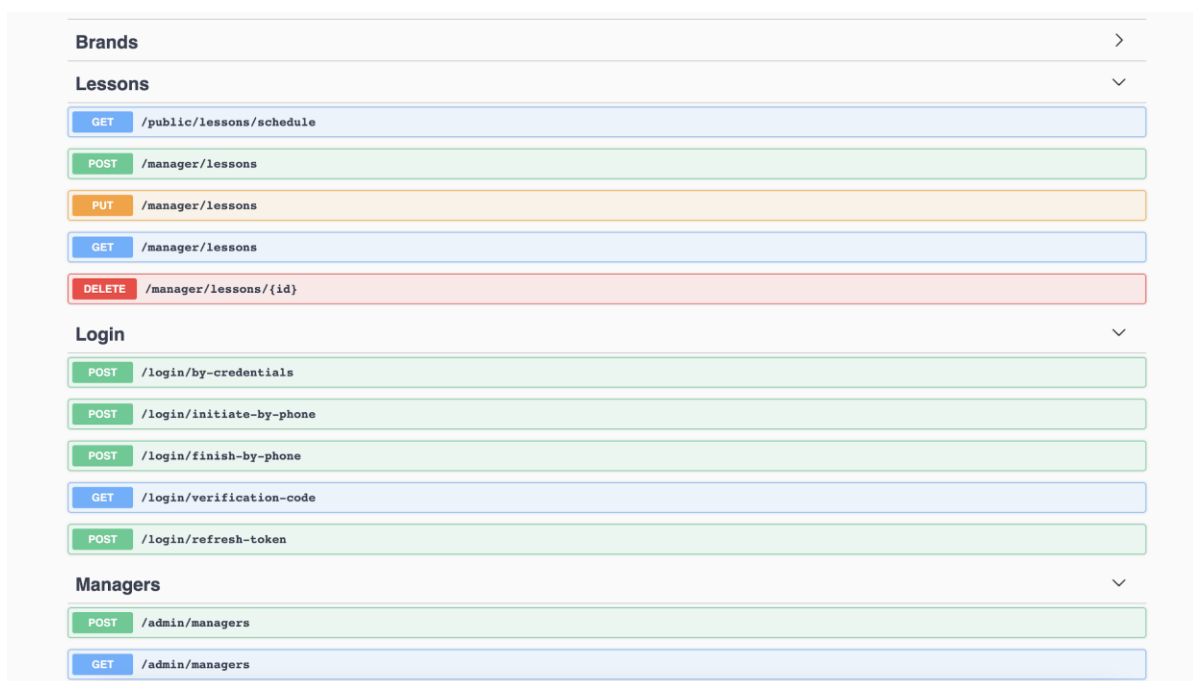 Brands
Lessons
GET /public/lessons/schedule
POST /manager/lessons
PUT /manager/lessons
GET /manager/lessons
DELETE /manager/lessons/{id}
Login
POST /login/by-credentials
POST /login/initiate-by-phone
POST /login/finish-by-phone
GET /login/verification-code
POST /login/refresh-token
Managers
POST /admin/managers
GET /admin/managers